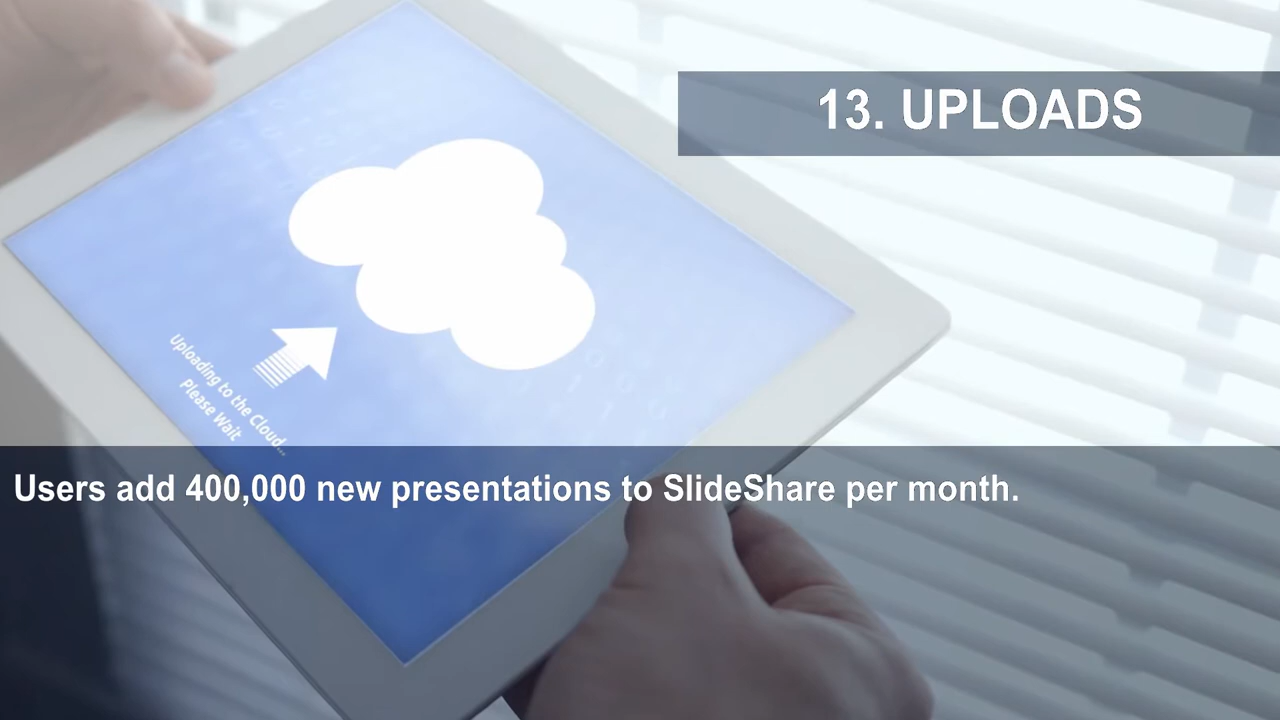 13. UPLOADS
Uploading to the Cloud...
Please Wait
Users add 400,000 new presentations to SlideShare per month.